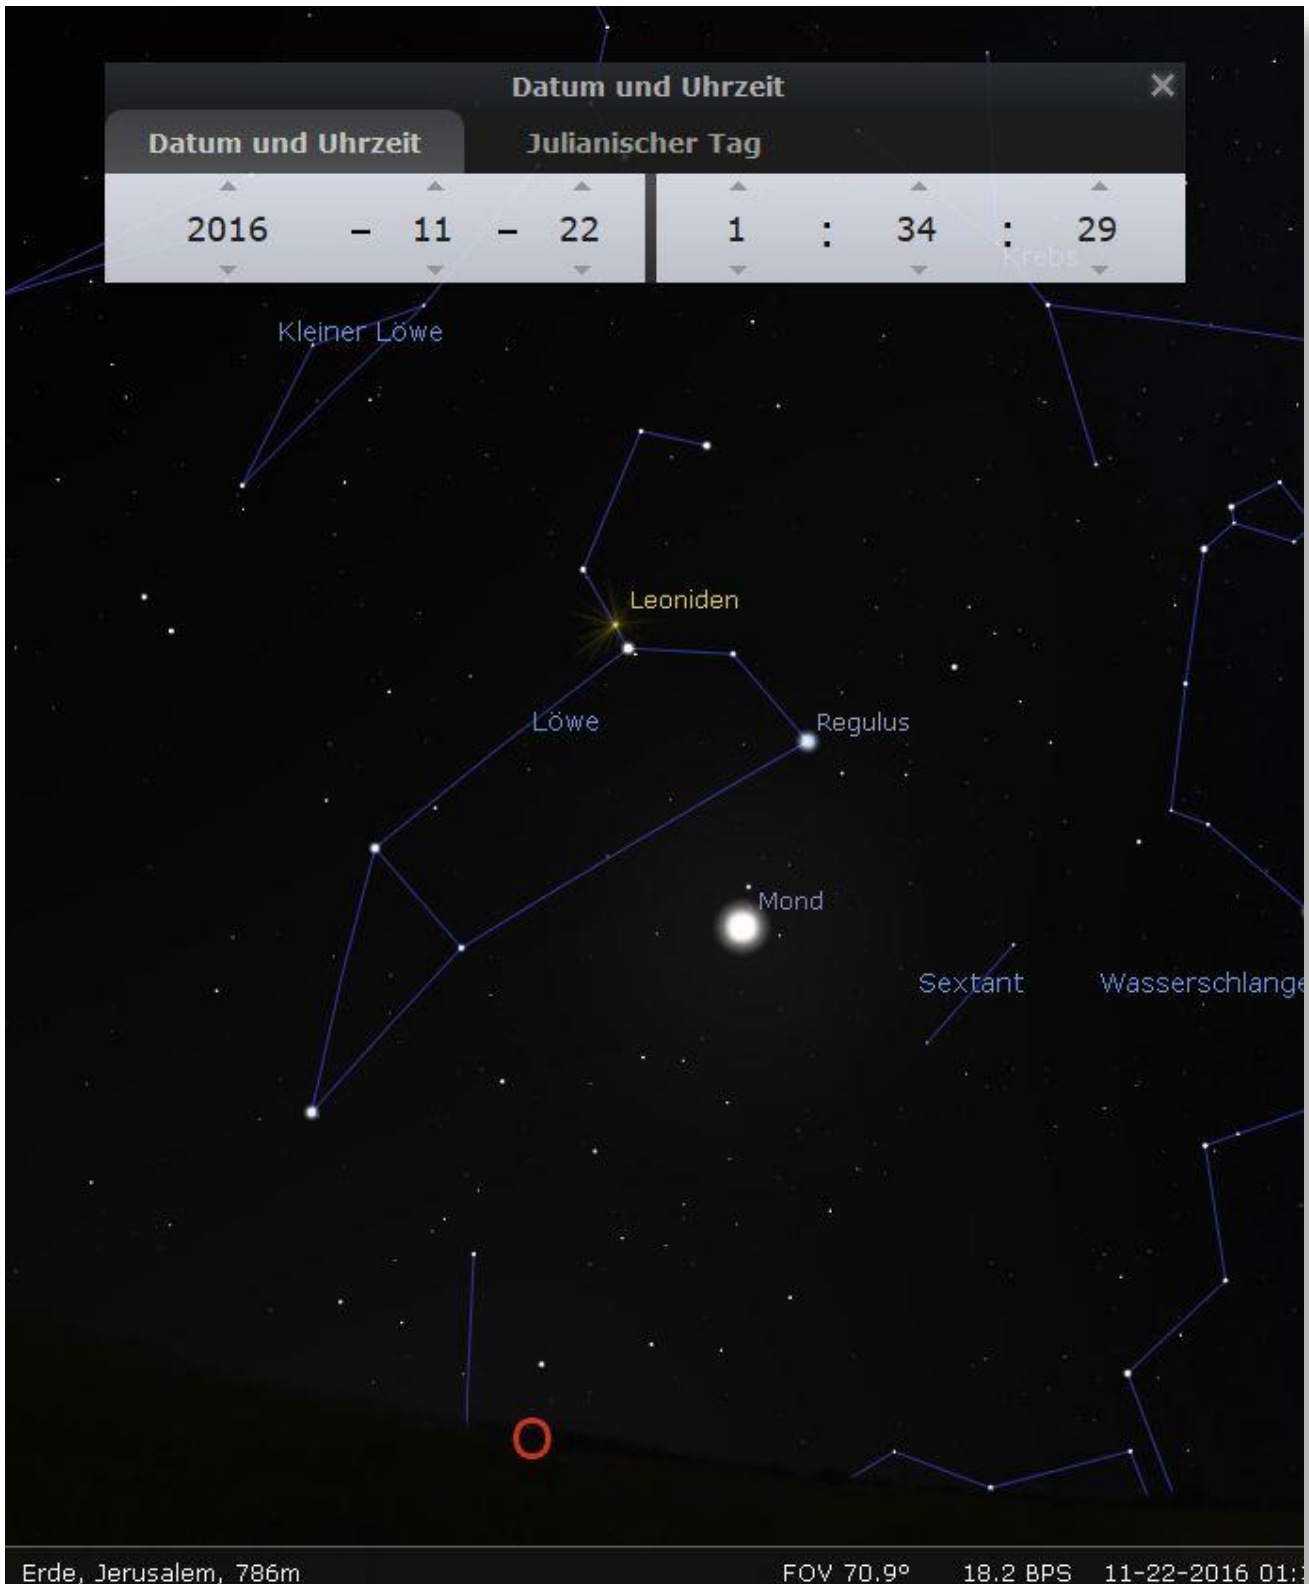 Datum und Uhrzeit
Datum und Uhrzeit Julianischer Tag
2016 - 11 - 22 1 : 34 : 29
Krebs
Kleiner Löwe
Leoniden
Löwe
Regulus
Mond
Sextant Wasserschlange
O
Erde, Jerusalem, 786m FOV 70.9° 18.2 BPS 11-22-2016 01: